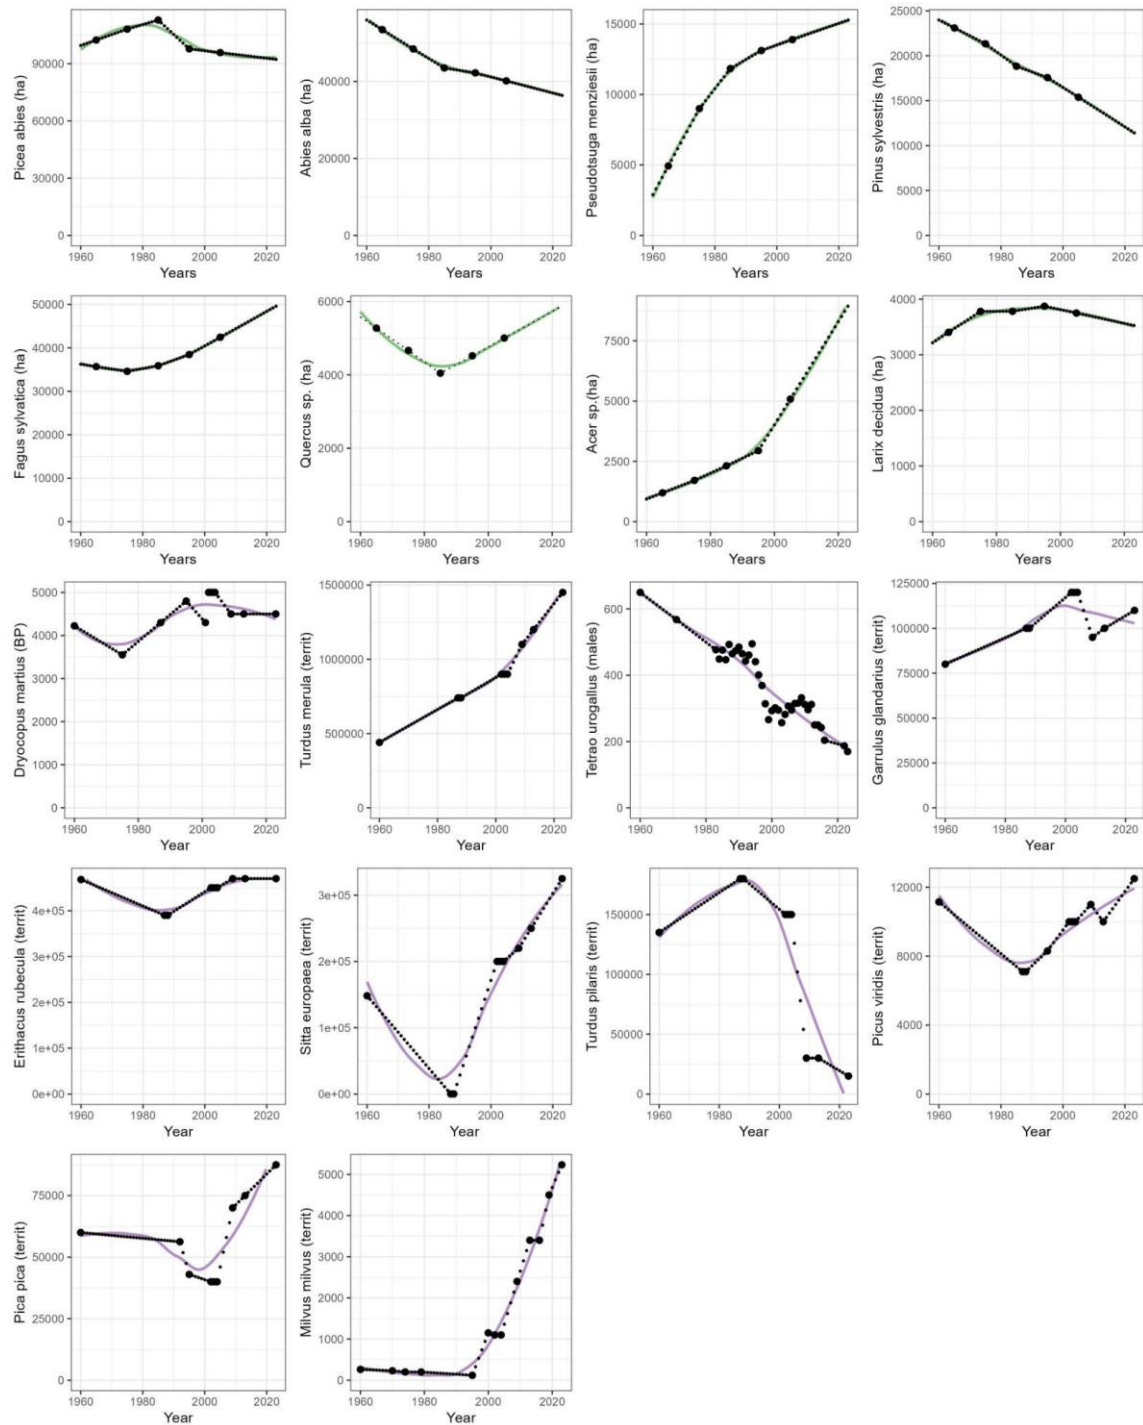 Picea abies (ha)
90000
60000
30000
0
1960 1980 2000 2020
Years
Abies alba (ha)
40000
20000
0
1960 1980 2000 2020
Years
Pseudotsuga menziesii (ha)
15000
10000
5000
0
1960 1980 2000 2020
Years
Pinus sylvestris (ha)
25000
20000
15000
10000
5000
0
1960 1980 2000 2020
Years
Fagus sylvatica (ha)
50000
40000
30000
20000
10000
0
1960 1980 2000 2020
Years
Quercus sp. (ha)
6000
4000
2000
0
1960 1980 2000 2020
Years
Acer sp.(ha)
7500
5000
2500
0
1960 1980 2000 2020
Years
Larix decidua (ha)
4000
3000
2000
1000
0
1960 1980 2000 2020
Years
Dryocopus martius (BP)
5000
4000
3000
2000
1000
0
1960 1980 2000 2020
Year
Turdus merula (territ)
1500000
1000000
500000
0
1960 1980 2000 2020
Year
Tetrao urogallus (males)
600
400
200
0
1960 1980 2000 2020
Year
Garrulus glandarius (territ)
125000
100000
75000
50000
25000
0
1960 1980 2000 2020
Year
Erithacus rubecula (territ)
4e+05
3e+05
2e+05
1e+05
0e+00
1960 1980 2000 2020
Year
Sitta europaea (territ)
3e+05
2e+05
1e+05
0e+00
1960 1980 2000 2020
Year
Turdus pilaris (territ)
150000
100000
50000
0
1960 1980 2000 2020
Year
Picus viridis (territ)
12000
8000
4000
0
1960 1980 2000 2020
Year
Pica pica (territ)
75000
50000
25000
0
1960 1980 2000 2020
Year
Milvus milvus (territ)
5000
4000
3000
2000
1000
0
1960 1980 2000 2020
Year